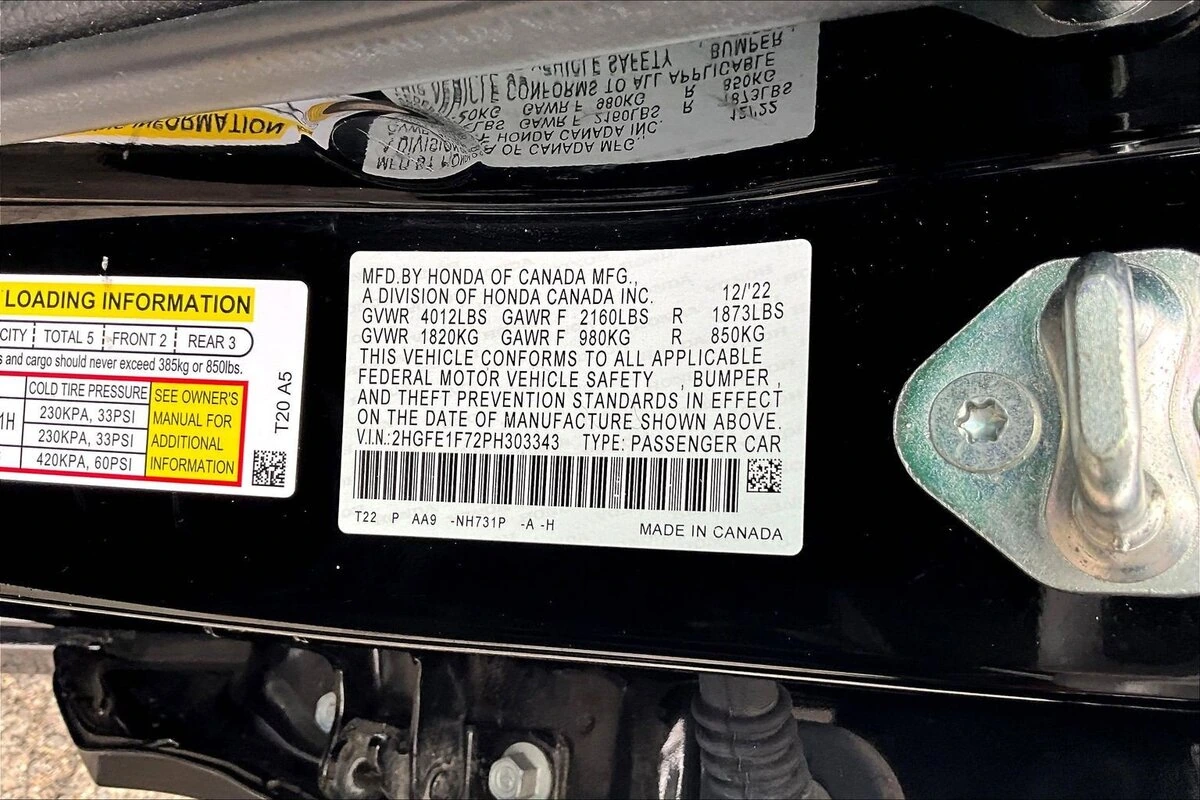 LOADING INFORMATION
CITY TOTAL 5 FRONT 2 REAR 3
and cargo should never exceed 385kg or 850lbs.
COLD TIRE PRESSURE
230KPA, 33PSI
230KPA, 33PSI
420KPA, 60PSI
SEE OWNER'S
MANUAL FOR
ADDITIONAL
INFORMATION
T20 A5
MFD.BY HONDA OF CANADA MFG.,
A DIVISION OF HONDA CANADA INC. 12/'22
GVWR 4012LBS GAWR F 2160LBS R 1873LBS
GVWR 1820KG GAWR F 980KG R 850KG
THIS VEHICLE CONFORMS TO ALL APPLICABLE
FEDERAL MOTOR VEHICLE SAFETY , BUMPER ,
AND THEFT PREVENTION STANDARDS IN EFFECT
ON THE DATE OF MANUFACTURE SHOWN ABOVE.
V.I.N.:2HGFE1F72PH303343 TYPE: PASSENGER CAR
T22 P AA9 -NH731P -A -H MADE IN CANADA